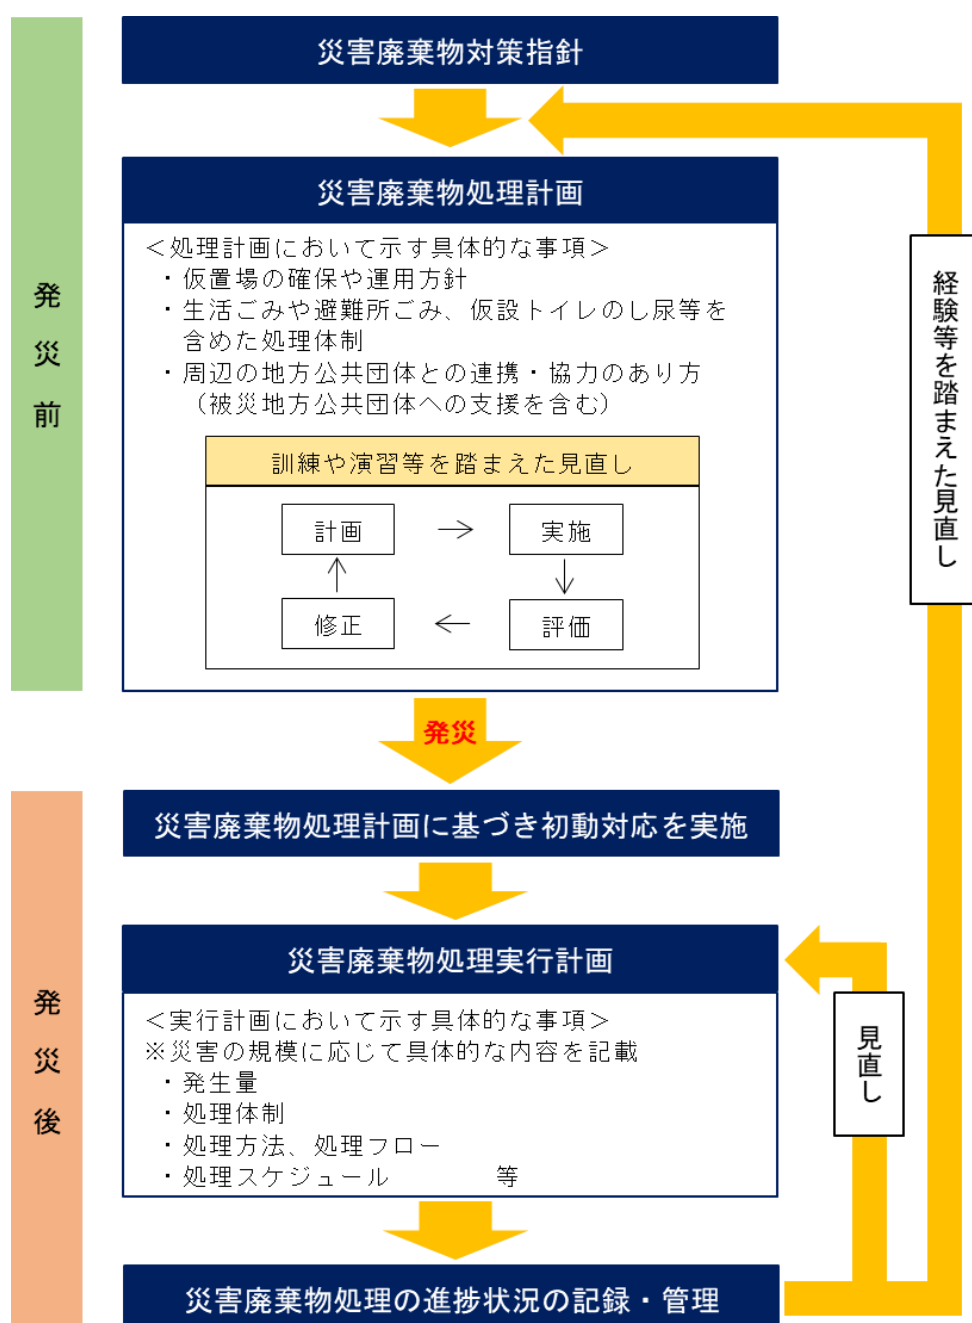 災害廃棄物対策指針
発災前
災害廃棄物処理計画
＜処理計画において示す具体的な事項＞
・仮置場の確保や運用方針
・生活ごみや避難所ごみ、仮設トイレのし尿等を
含めた処理体制
・周辺の地方公共団体との連携・協力のあり方
（被災地方公共団体への支援を含む）
訓練や演習等を踏まえた見直し
計画 → 実施
↑ ↓
修正 ← 評価
経験等を踏まえた見直し
発災
発災後
災害廃棄物処理計画に基づき初動対応を実施
災害廃棄物処理実行計画
＜実行計画において示す具体的な事項＞
※災害の規模に応じて具体的な内容を記載
・発生量
・処理体制
・処理方法、処理フロー
・処理スケジュール 等
見直し
災害廃棄物処理の進捗状況の記録・管理